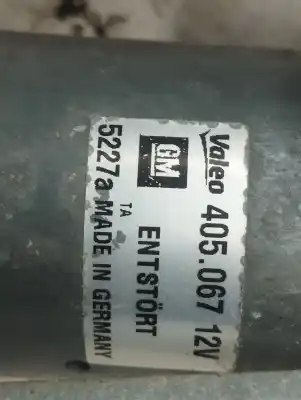 Valeo 405.067 12V
GM ENTSTÖRT
TA
5227a MADE IN GERMANY